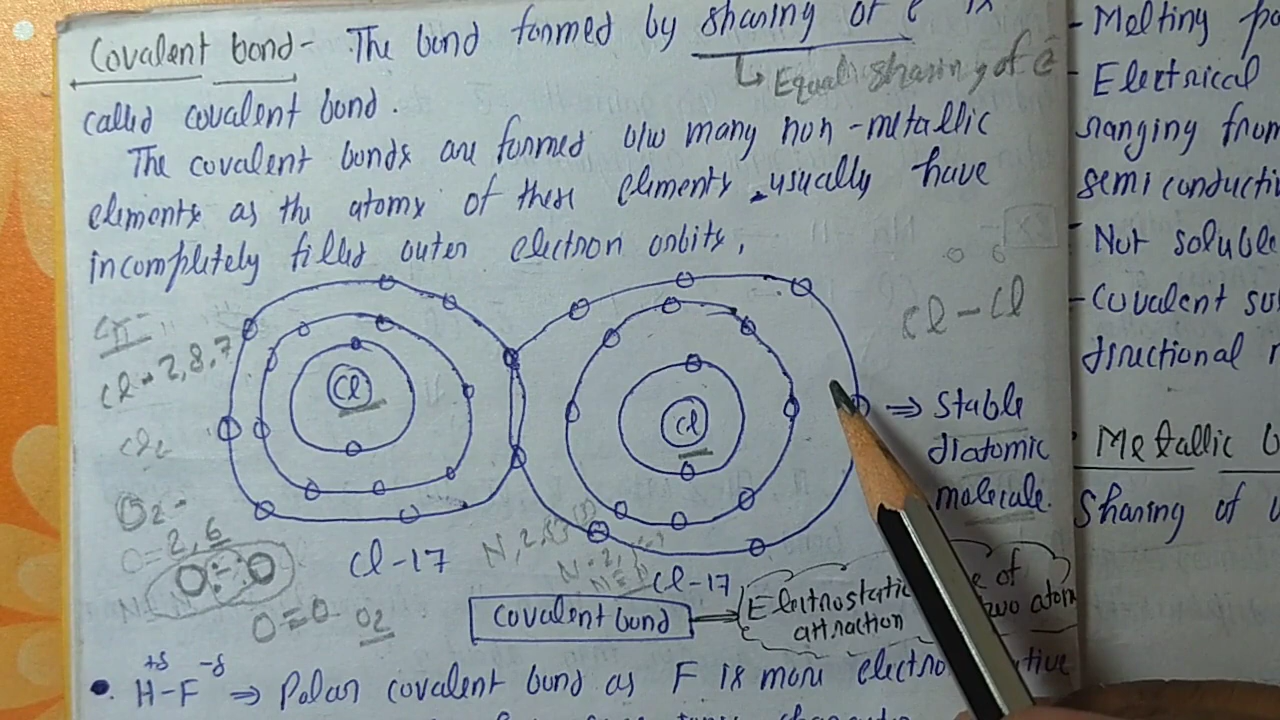 Covalent bond - The bond formed by sharing of e is
Equal sharing of e
called covalent bond.
The covalent bonds are formed b/w many non-metallic
elements as the atoms of these elements usually have
incompletely filled outer electron orbits,
Cl - Cl
Cl - 2,8,7
Cl
Cl
Cl2
⇒ Stable
diatomic
molecule.
O2-
O = 2, 6
O O
O=O O2
Cl-17
Cl-17
Covalent bond
Electrostatic
attraction
of
two atom
+δ -δ
• H-F ⇒ Polar covalent bond as F is more
- Melting
- Electrical
ranging from
- Not soluble
- Covalent
directional
• Metallic
Sharing of